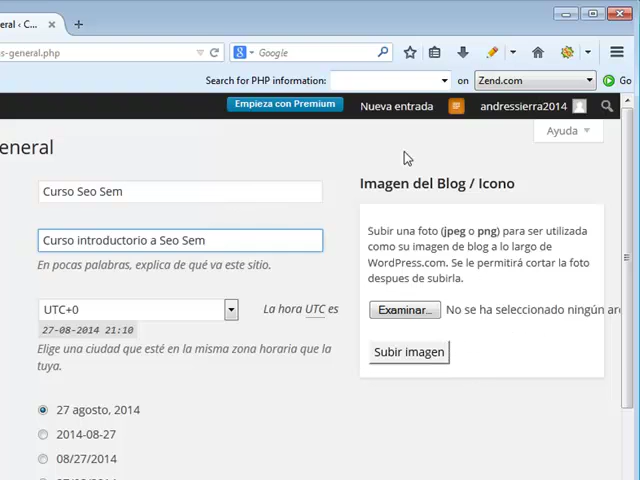 eneral ‹ C...
s-general.php
Google
Search for PHP information:
on
Zend.com
Go
Empieza con Premium
Nueva entrada
andressierra2014
eneral
Ayuda
Curso Seo Sem
Imagen del Blog / Icono
Curso introductorio a Seo Sem
En pocas palabras, explica de qué va este sitio.
Subir una foto (jpeg o png) para ser utilizada
como su imagen de blog a lo largo de
WordPress.com. Se le permitirá cortar la foto
despues de subirla.
UTC+0
La hora UTC es
27-08-2014 21:10
Examinar...
No se ha seleccionado ningún ar
Elige una ciudad que esté en la misma zona horaria que la
tuya.
Subir imagen
27 agosto, 2014
2014-08-27
08/27/2014